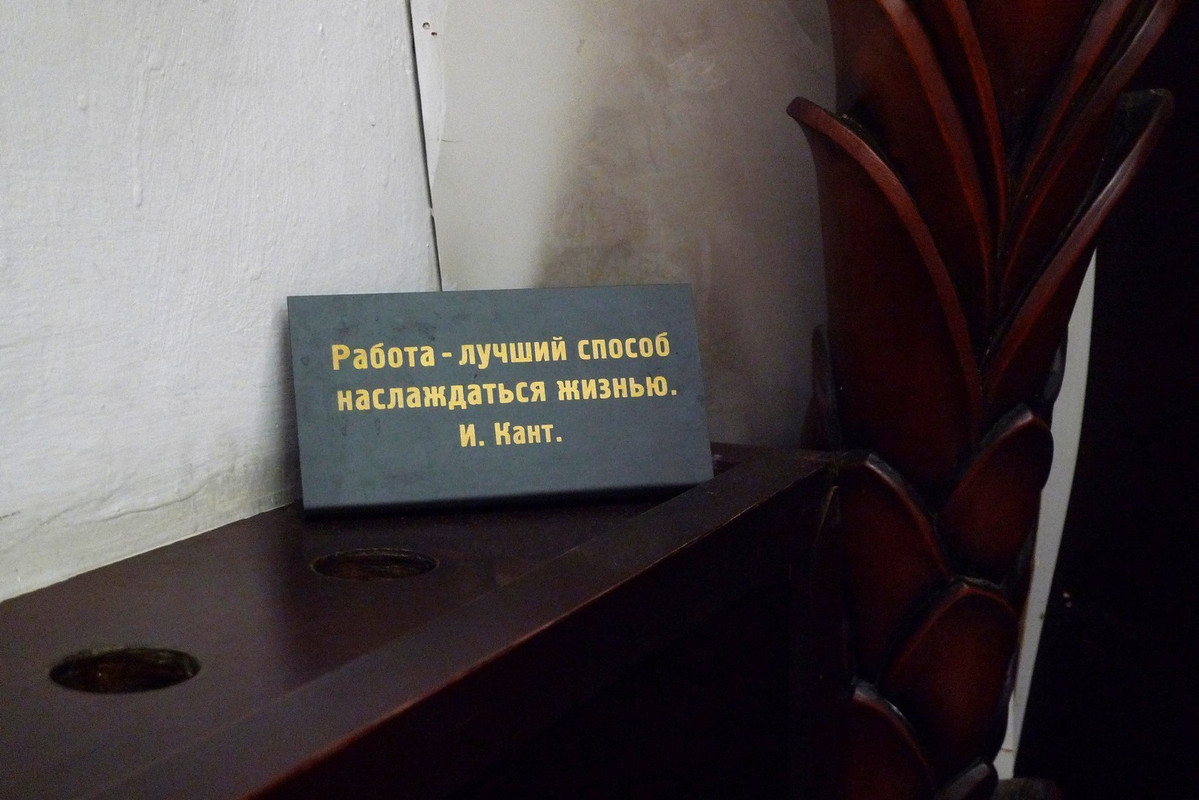 Работа - лучший способ
наслаждаться жизнью.
И. Кант.